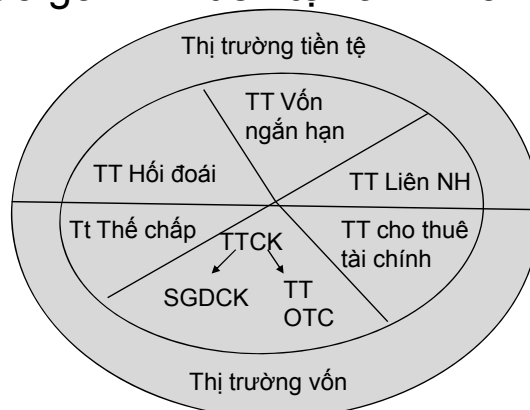 Thị trường tiền tệ
TT Vốn
ngắn hạn
TT Hối đoái
TT Liên NH
Tt Thế chấp
TTCK
TT cho thuê
tài chính
SGDCK
TT
OTC
Thị trường vốn